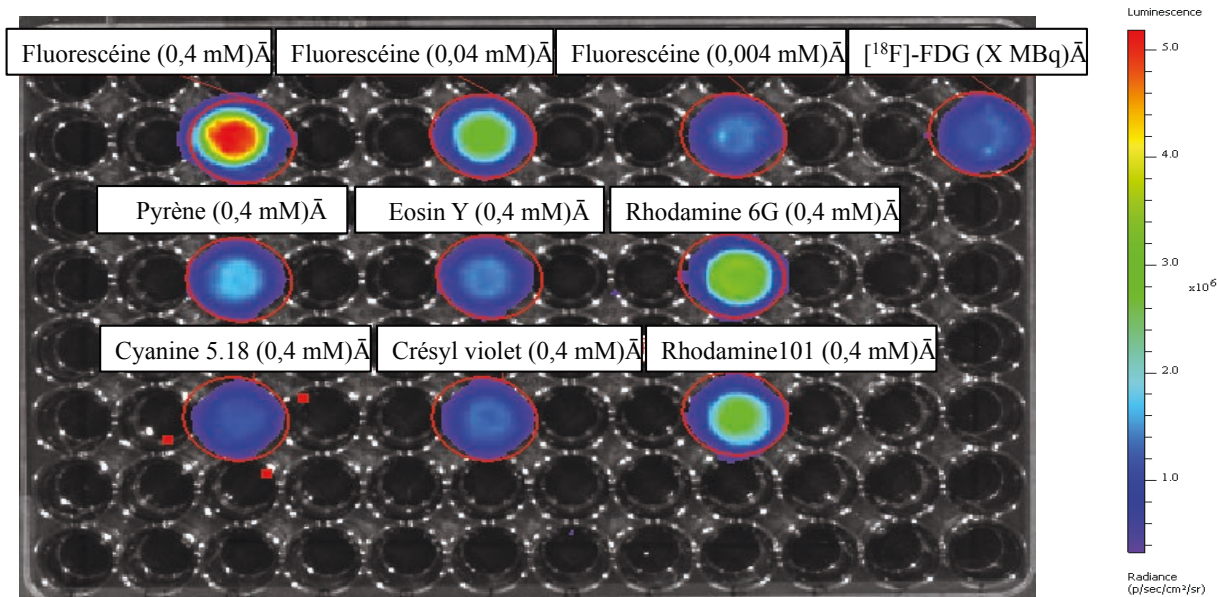 Luminescence
Fluorescéine (0,4 mM)Ā
Fluorescéine (0,04 mM)Ā
Fluorescéine (0,004 mM)Ā
[¹⁸F]-FDG (X MBq)Ā
5.0
4.0
Pyrène (0,4 mM)Ā
Eosin Y (0,4 mM)Ā
Rhodamine 6G (0,4 mM)Ā
3.0
x10⁶
Cyanine 5.18 (0,4 mM)Ā
Crésyl violet (0,4 mM)Ā
Rhodamine101 (0,4 mM)Ā
2.0
1.0
Radiance
(p/sec/cm²/sr)